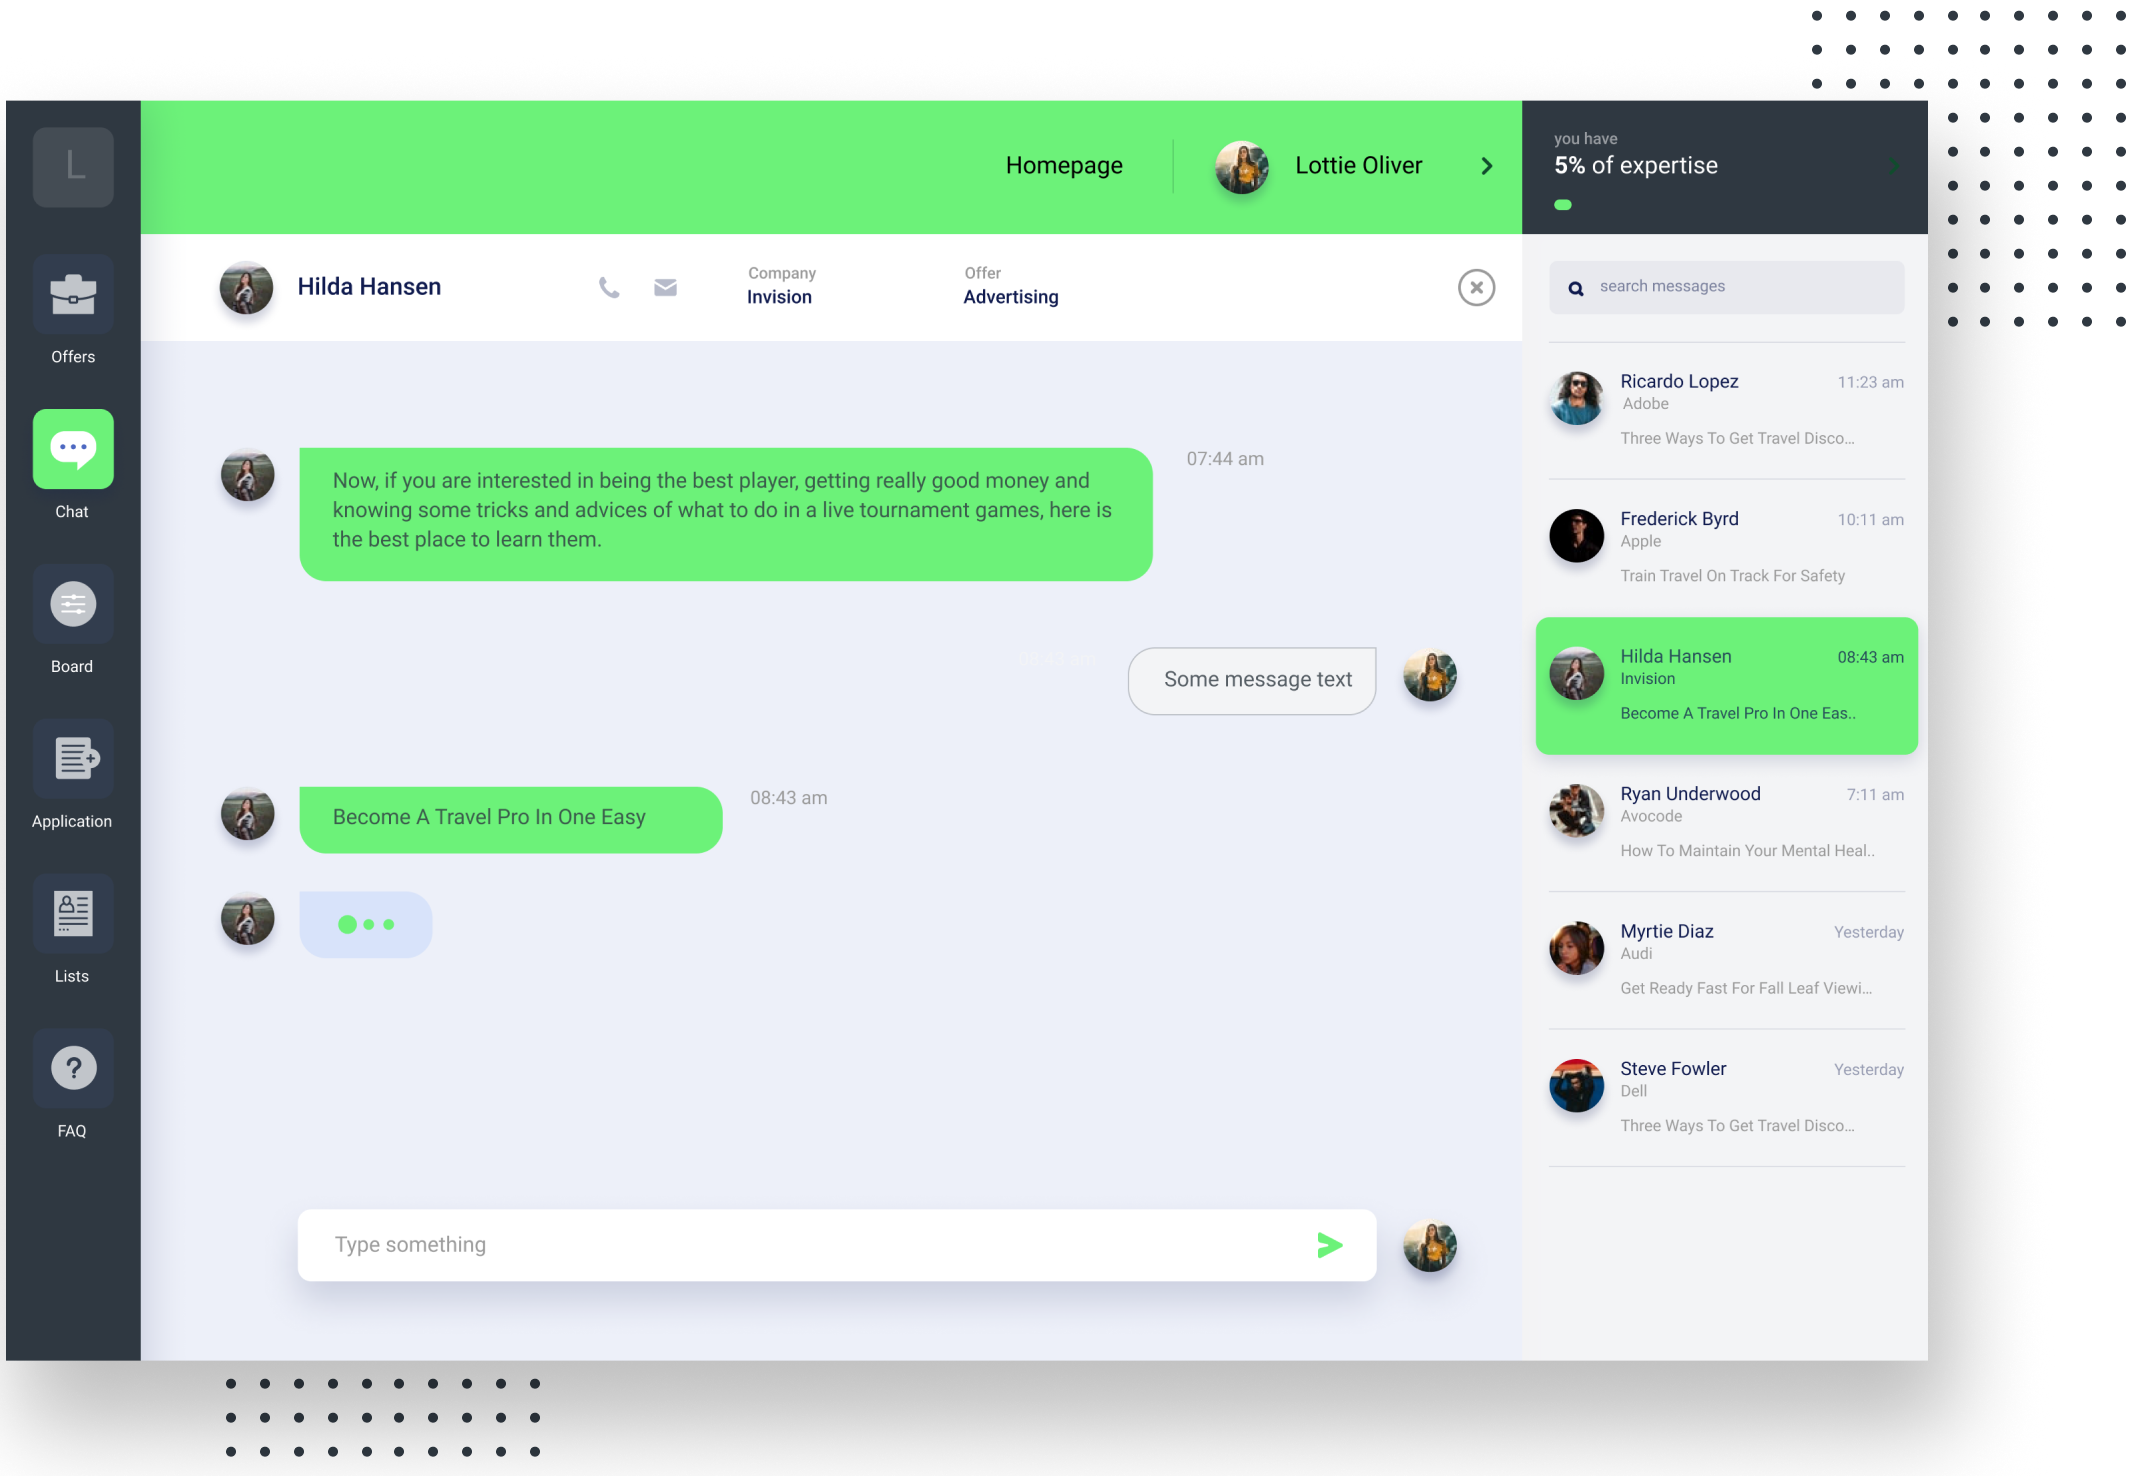 L
Offers
Chat
Board
Application
Lists
FAQ
Homepage
Lottie Oliver
you have
5% of expertise
Hilda Hansen
Company
Invision
Offer
Advertising
Now, if you are interested in being the best player, getting really good money and
knowing some tricks and advices of what to do in a live tournament games, here is
the best place to learn them.
07:44 am
08:43 am
Some message text
Become A Travel Pro In One Easy
08:43 am
Type something
search messages
Ricardo Lopez
11:23 am
Adobe
Three Ways To Get Travel Disco...
Frederick Byrd
10:11 am
Apple
Train Travel On Track For Safety
Hilda Hansen
08:43 am
Invision
Become A Travel Pro In One Eas..
Ryan Underwood
7:11 am
Avocode
How To Maintain Your Mental Heal..
Myrtie Diaz
Yesterday
Audi
Get Ready Fast For Fall Leaf Viewi...
Steve Fowler
Yesterday
Dell
Three Ways To Get Travel Disco...